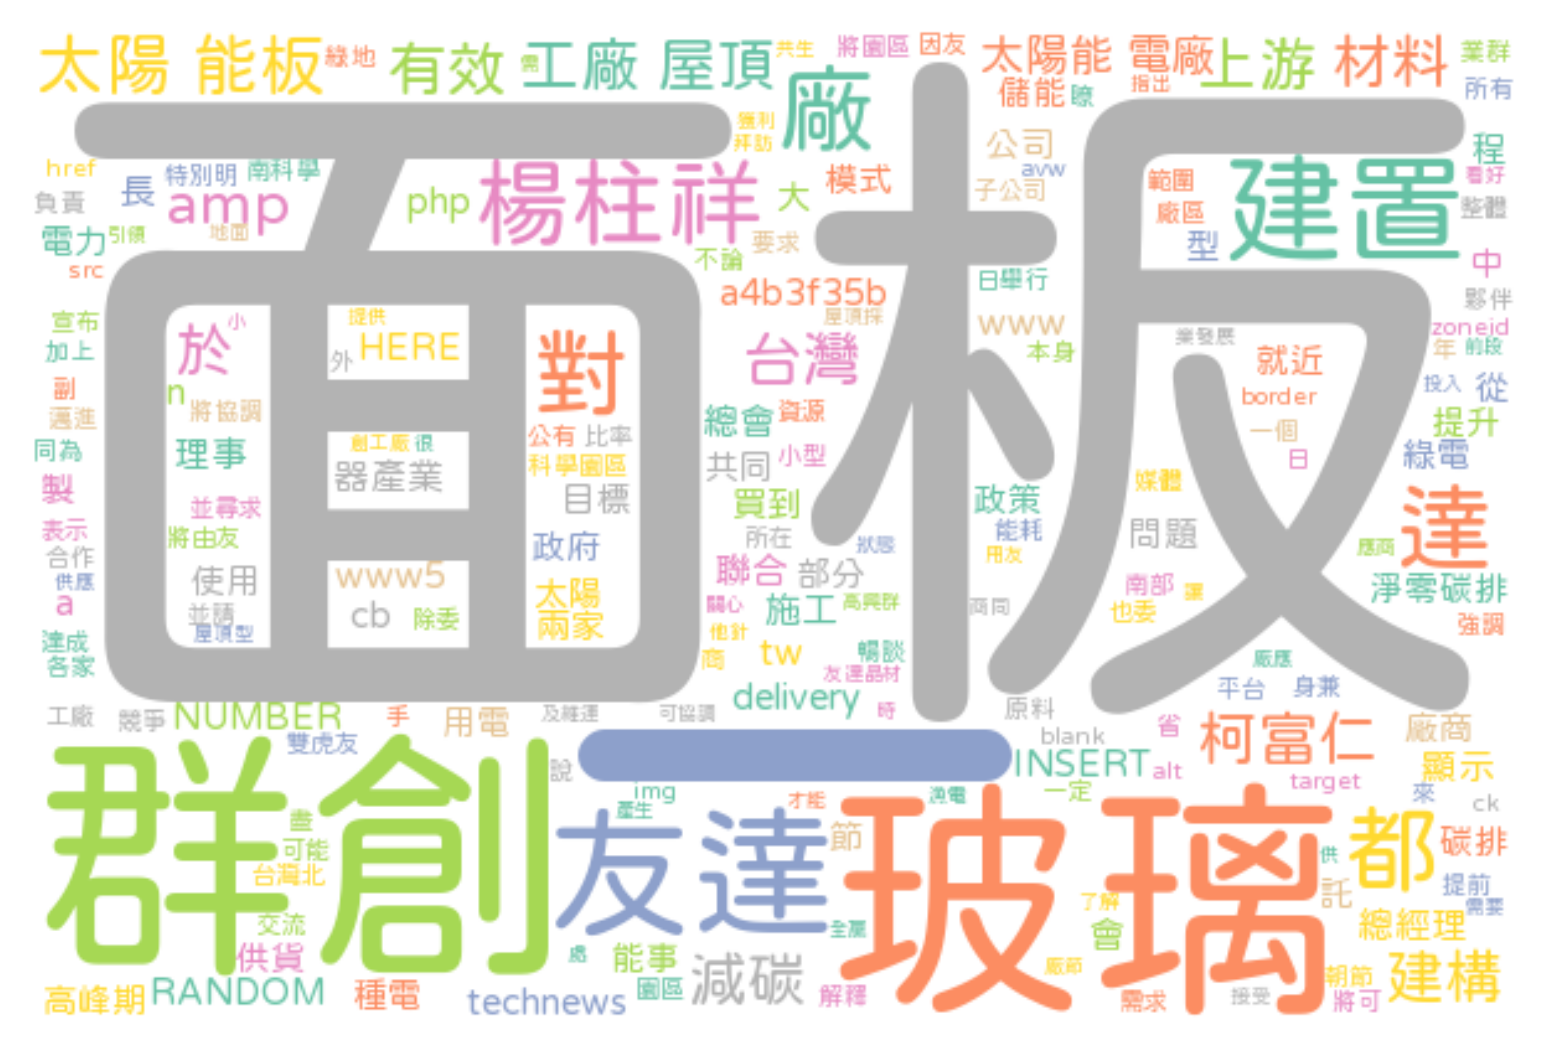 太陽 能板
綠地
有效
需
工廠 屋頂
共生
將園區
因友
太陽能 電廠
上游 材料
業群
廠
儲能
瞭
指出
所有
面板
href
特別明
南科學
獲利
拜訪
公司
avw
子公司
程
看好
負責
長
amp
地面
php
楊柱祥
大
模式
範圍
廠區
建置
整體
電力
引領
src
不論
要求
日舉行
型
中
a4b3f35b
屋頂採
www
本身
夥伴
zoneid
宣布
加上
於
小
提供
外
HERE
對
台灣
業發展
就近
年
前段
副
邁進
n
將協調
border
投入
從
同為
理事
創工廠
很
公有
比率
總會
資源
一個
提升
製
器產業
科學園區
共同
小型
日
綠電
表示
並尋求
目標
買到
政策
媒體
合作
將由友
政府
所在
狀態
能耗
用友
問題
應商
達
供應
使用
www5
聯合
部分
南部
讓
淨零碳排
a
並請
cb
除委
太陽
兩家
關心
施工
高興群
商同
也委
強調
達成
屋頂型
他針
各家
商
tw
暢談
廠應
友達晶材
平台
身兼
工廠
競爭
NUMBER
手
用電
及維運
可協調
delivery
時
原料
省
柯富仁
廠商
雙虎友
一
blank
群創
說
img
INSERT
alt
target
顯示
產生
才能
漁電
一定
來
ck
盡
友達
節
玻璃
都
碳排
可能
台灣北
供
提前
託
需要
交流
全屬
了解
總經理
供貨
處
能事
會
高峰期
RANDOM
種電
technews
園區
減碳
解釋
廠節
需求
接受
朝節
將可
建構